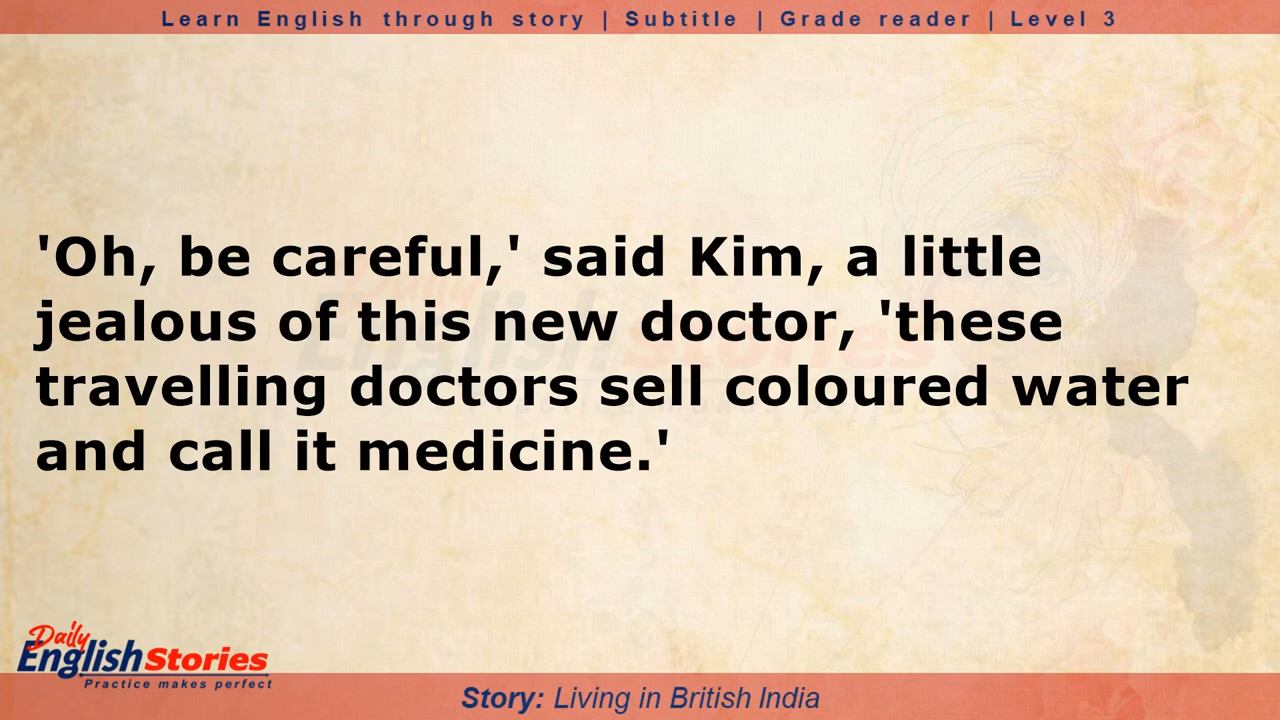 Learn English through story | Subtitle | Grade reader | Level 3
'Oh, be careful,' said Kim, a little
jealous of this new doctor, 'these
travelling doctors sell coloured water
and call it medicine.'
Daily
English Stories
Practice makes perfect
Story: Living in British India